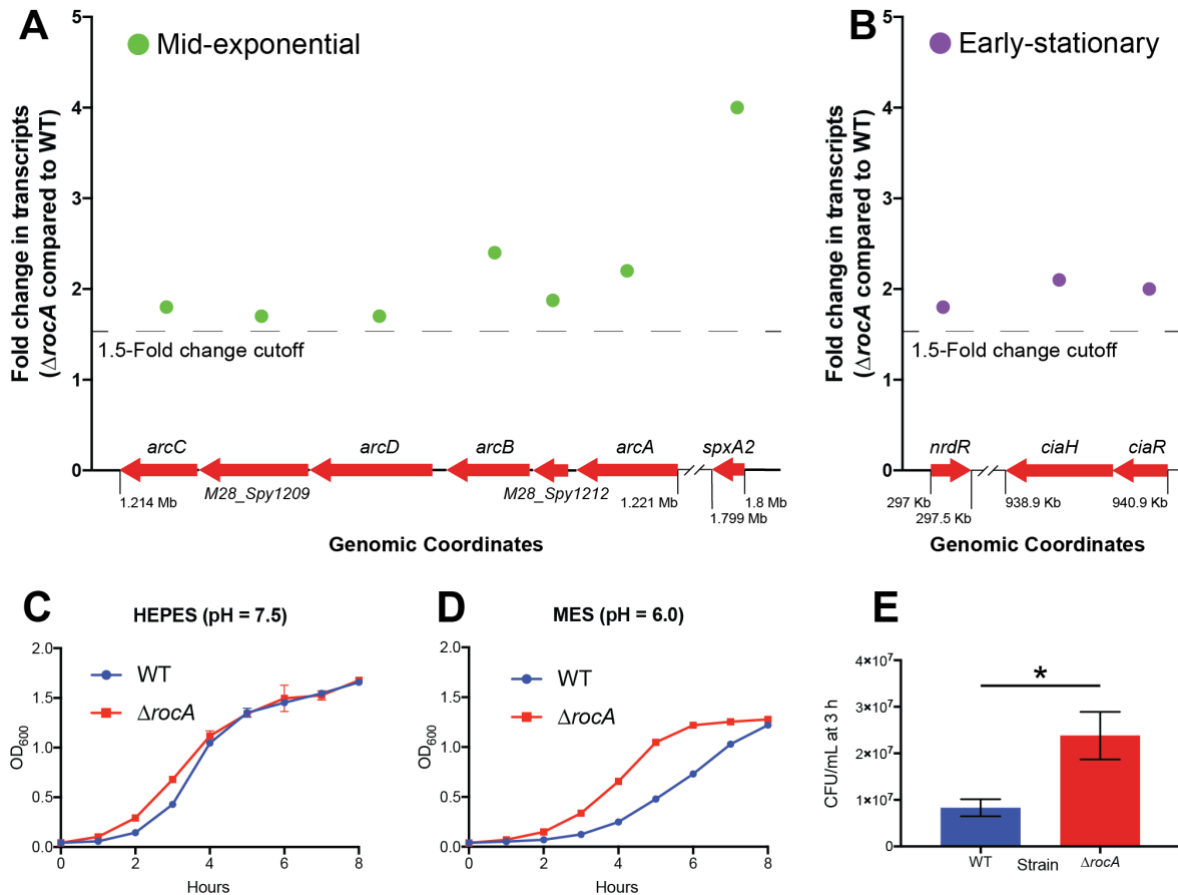 A
Mid-exponential
Fold change in transcripts
(ΔrocA compared to WT)
5
4
3
2
1
0
1.5-Fold change cutoff
arcC
arcD
arcB
arcA
spxA2
M28_Spy1209
M28_Spy1212
1.214 Mb
1.221 Mb
1.8 Mb
1.799 Mb
Genomic Coordinates
B
Early-stationary
Fold change in transcripts
(ΔrocA compared to WT)
5
4
3
2
1
0
1.5-Fold change cutoff
nrdR
ciaH
ciaR
297 Kb
938.9 Kb
940.9 Kb
297.5 Kb
Genomic Coordinates
C
HEPES (pH = 7.5)
OD600
2.0
1.5
1.0
0.5
0.0
WT
ΔrocA
0 2 4 6 8
Hours
D
MES (pH = 6.0)
OD600
2.0
1.5
1.0
0.5
0.0
WT
ΔrocA
0 2 4 6 8
Hours
E
CFU/mL at 3 h
4×10⁷
3×10⁷
2×10⁷
1×10⁷
0
*
WT Strain ΔrocA